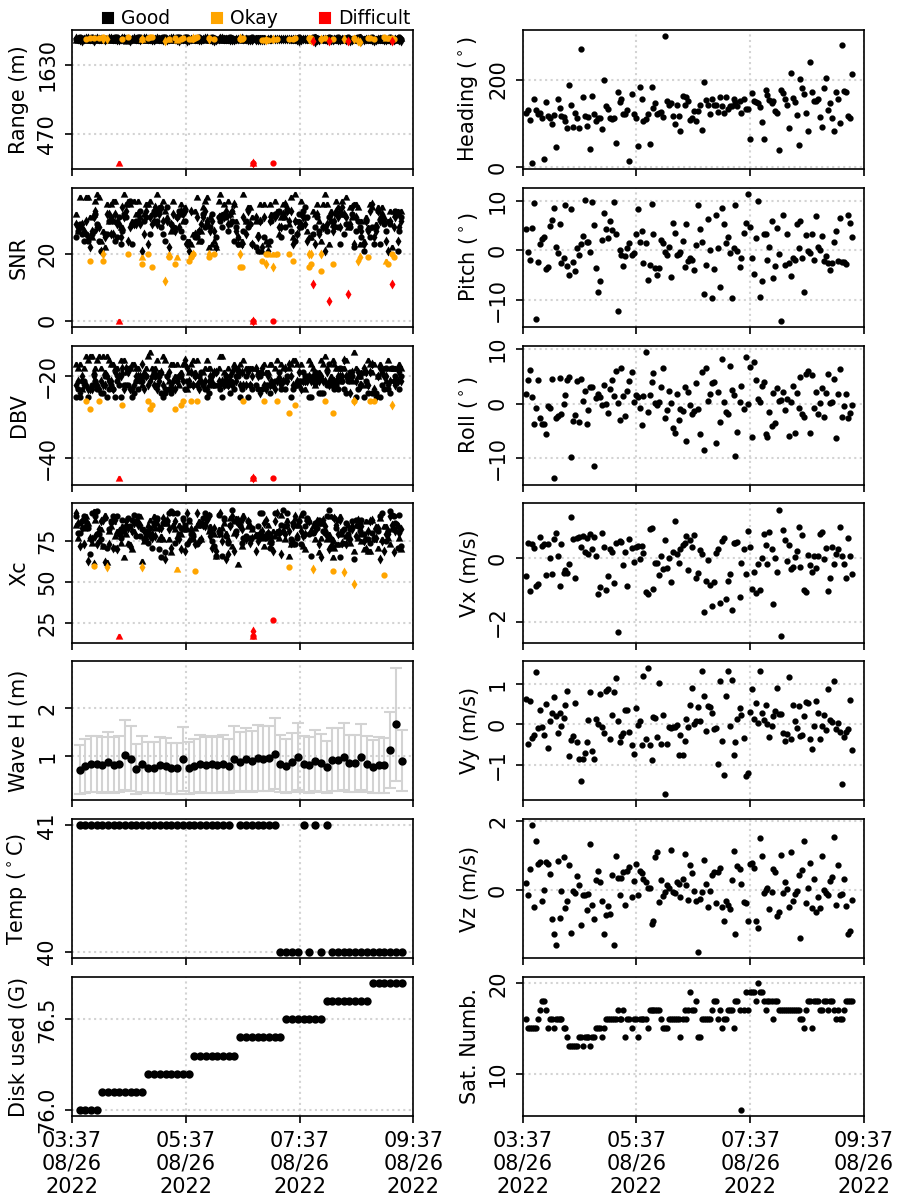 Good Okay Difficult
Range (m)
1630
470
Heading (°)
200
0
SNR
20
0
Pitch (°)
10
0
−10
DBV
−20
−40
Roll (°)
10
0
−10
Xc
75
50
25
Vx (m/s)
0
−2
Wave H (m)
2
1
Vy (m/s)
1
0
−1
Temp (°C)
41
40
Vz (m/s)
2
0
Disk used (G)
76.5
76.0
Sat. Numb.
20
10
03:37 05:37 07:37 09:37
08/26 08/26 08/26 08/26
2022 2022 2022 2022
03:37 05:37 07:37 09:37
08/26 08/26 08/26 08/26
2022 2022 2022 2022